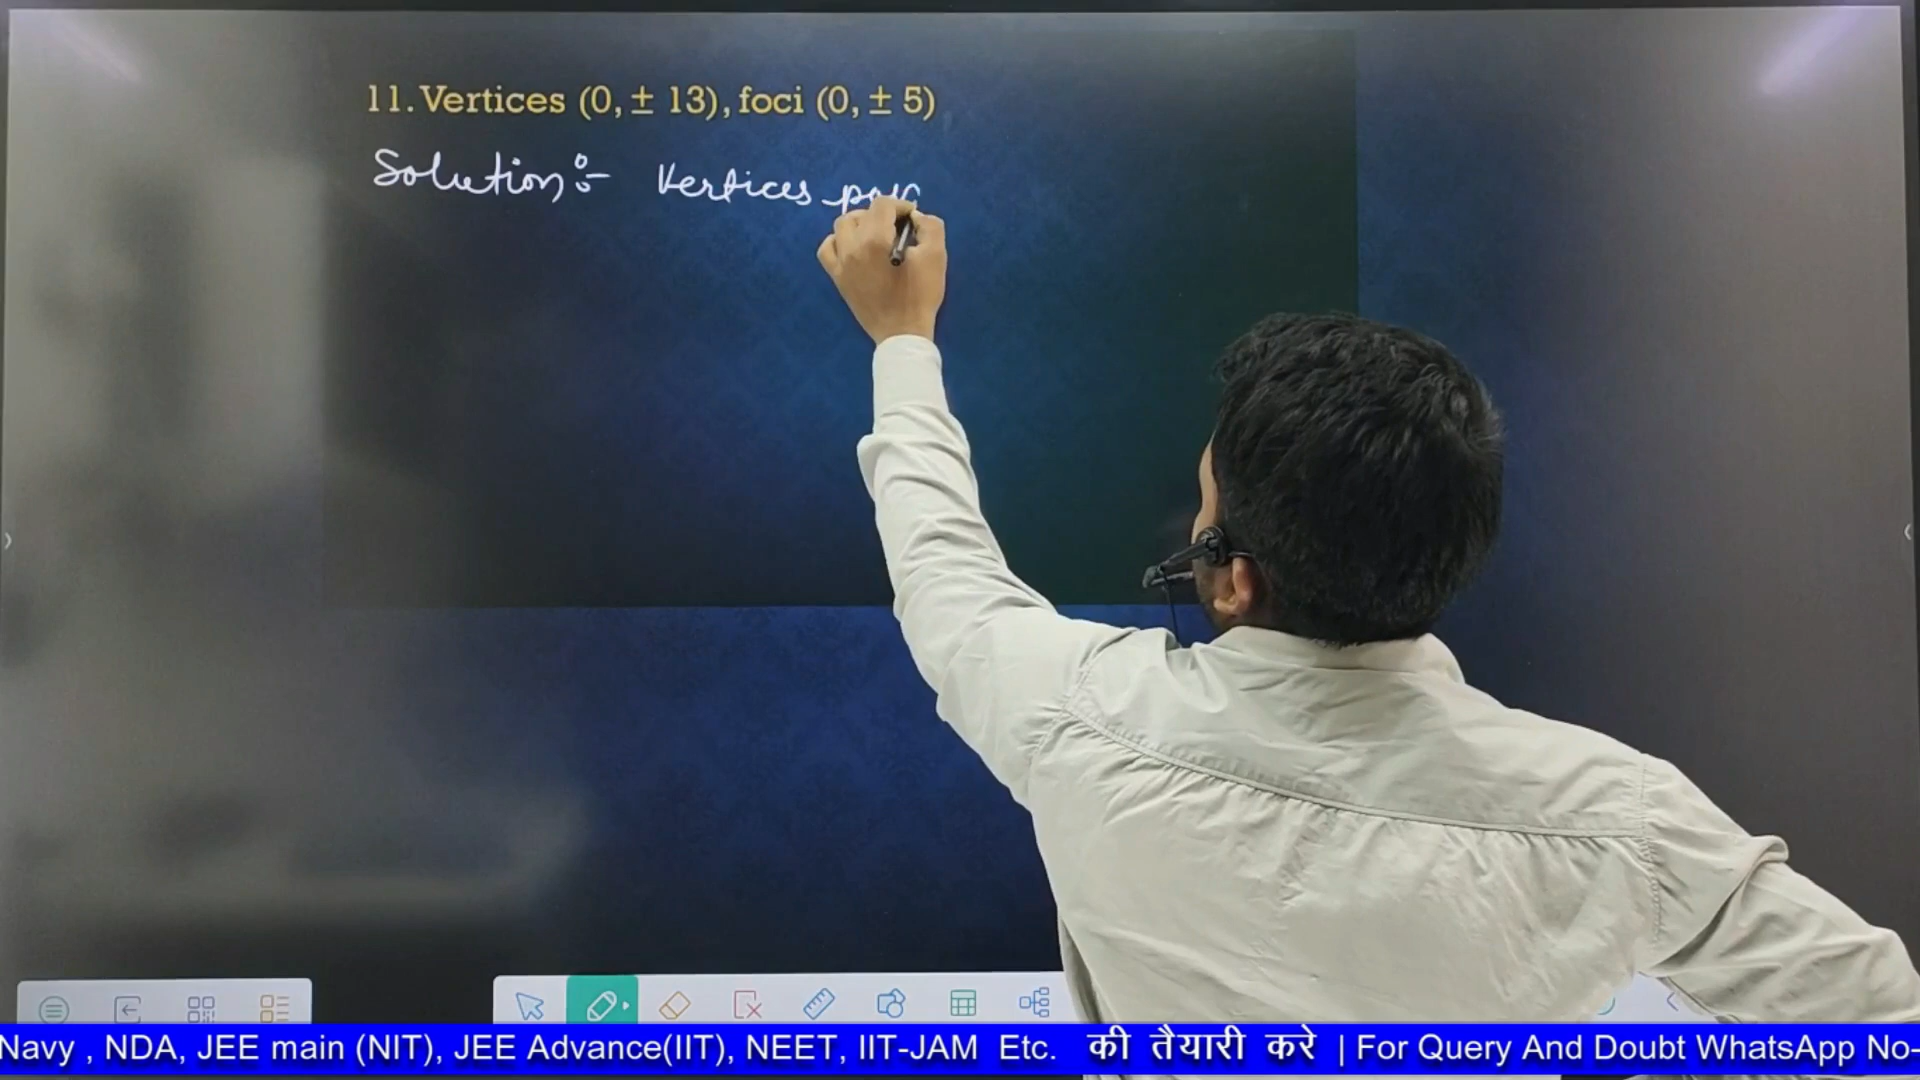 11. Vertices (0, ± 13), foci (0, ± 5)
Solution:- Vertices
Navy , NDA, JEE main (NIT), JEE Advance(IIT), NEET, IIT-JAM Etc. की तैयारी करे | For Query And Doubt WhatsApp No-